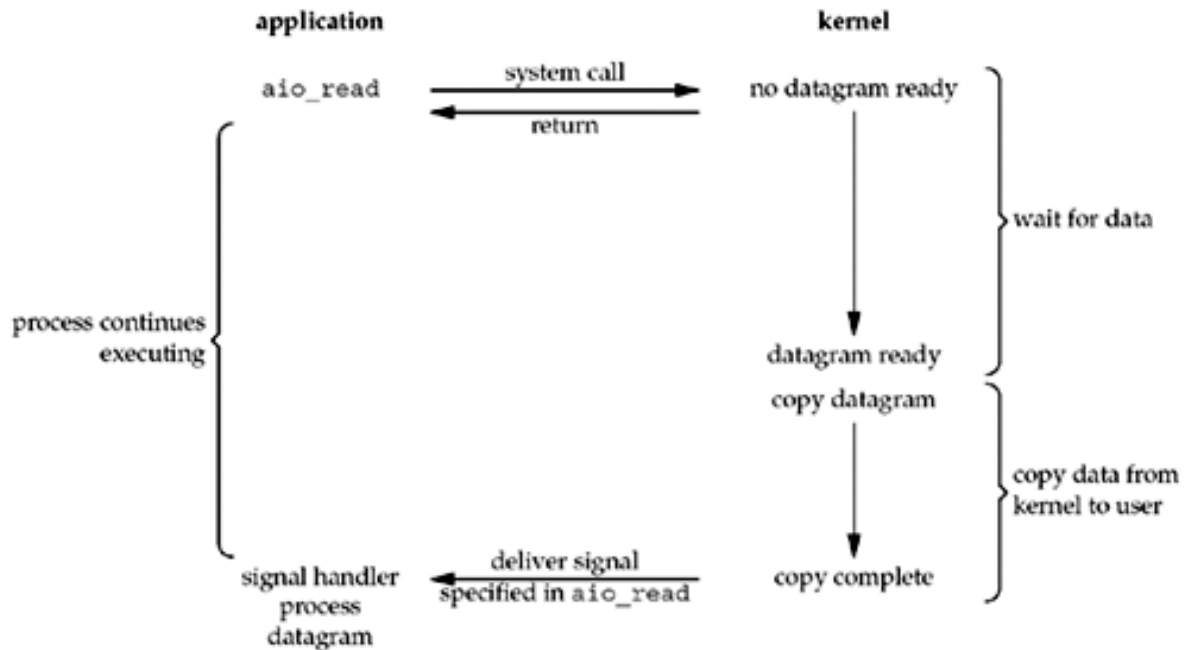 application
kernel
aio_read
system call
no datagram ready
return
wait for data
process continues
executing
datagram ready
copy datagram
copy data from
kernel to user
deliver signal
signal handler
specified in aio_read
copy complete
process
datagram